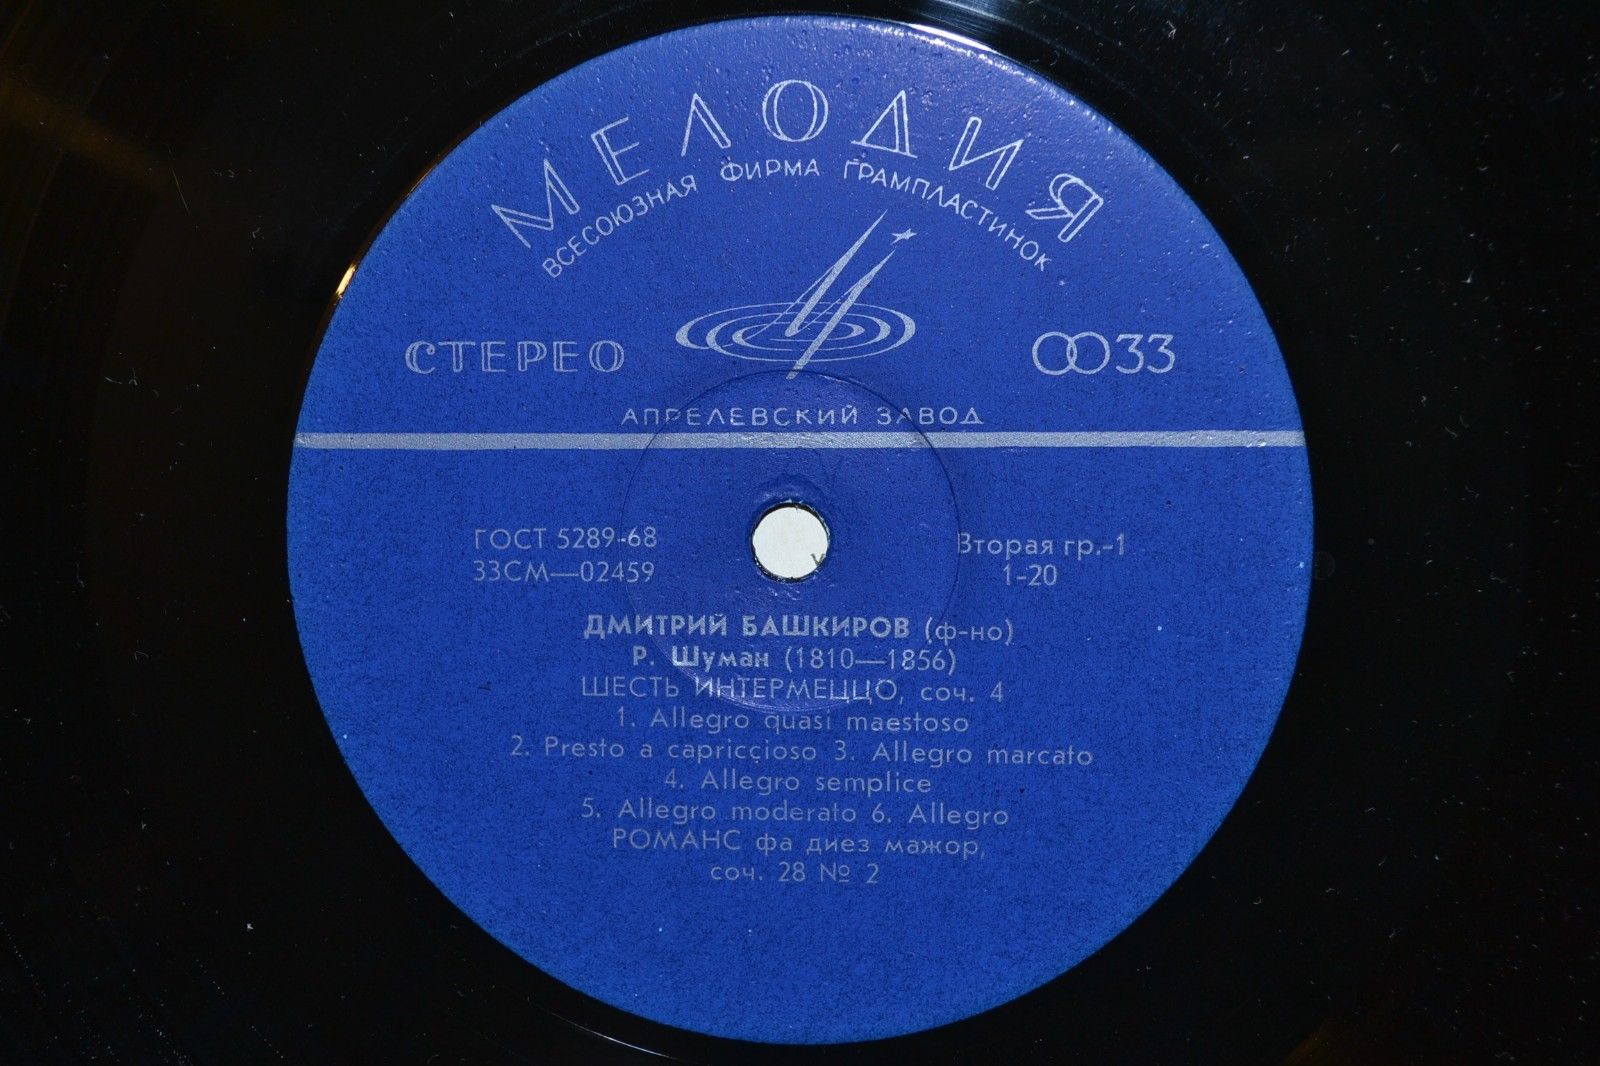 МЕЛОДИЯ
ВСЕСОЮЗНАЯ ФИРМА ГРАМПЛАСТИНОК
СТЕРЕО
33
АПРЕЛЕВСКИЙ ЗАВОД
ГОСТ 5289-68
33СМ—02459
Вторая гр.-1
1-20
ДМИТРИЙ БАШКИРОВ (ф-но)
Р. Шуман (1810—1856)
ШЕСТЬ ИНТЕРМЕЦЦО, соч. 4
1. Allegro quasi maestoso
2. Presto a capriccioso 3. Allegro marcato
4. Allegro semplice
5. Allegro moderato 6. Allegro
РОМАНС фа диез мажор,
соч. 28 № 2